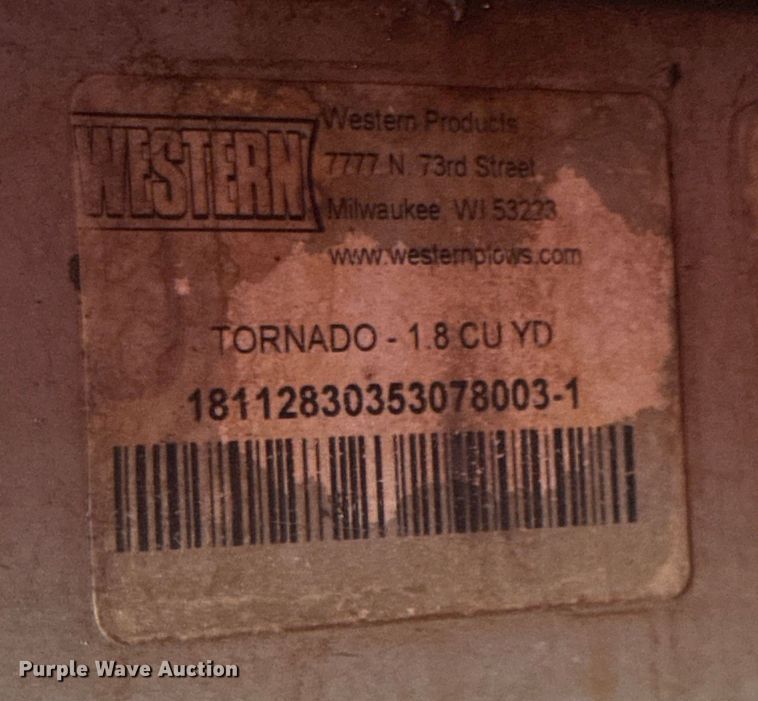 WESTERN
Western Products
7777 N. 73rd Street
Milwaukee, WI 53223
www.westernplows.com
TORNADO - 1.8 CU YD
18112830353078003-1
Purple Wave Auction